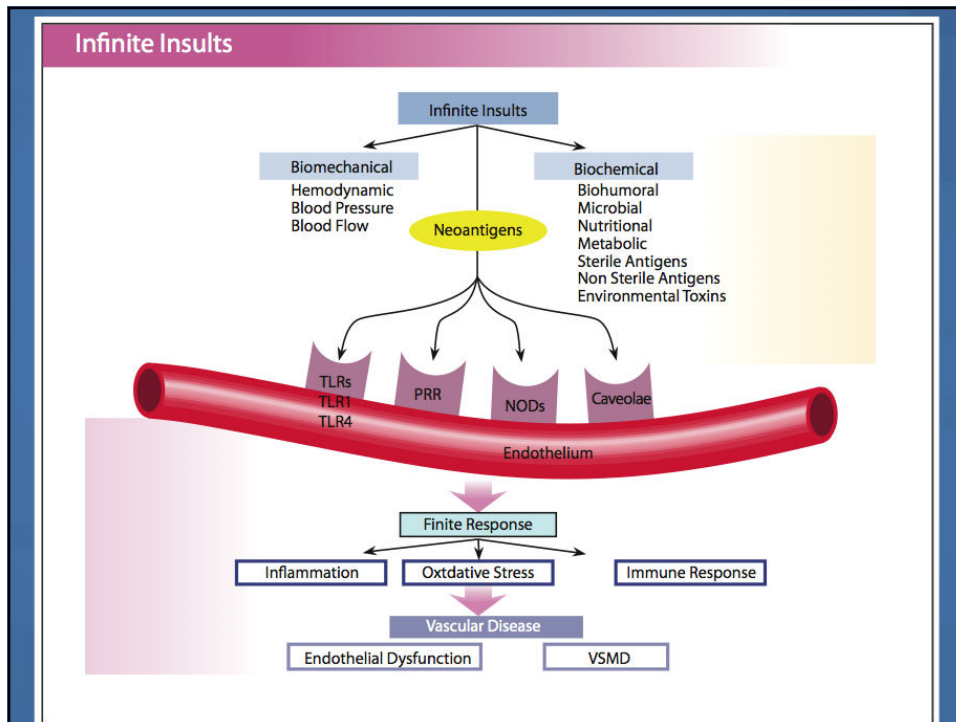 Infinite Insults
Infinite Insults
Biomechanical
Hemodynamic
Blood Pressure
Blood Flow
Biochemical
Biohumoral
Microbial
Nutritional
Metabolic
Sterile Antigens
Non Sterile Antigens
Environmental Toxins
Neoantigens
TLRs
TLR1
TLR4
PRR
NODs
Caveolae
Endothelium
Finite Response
Inflammation
Oxtdative Stress
Immune Response
Vascular Disease
Endothelial Dysfunction
VSMD